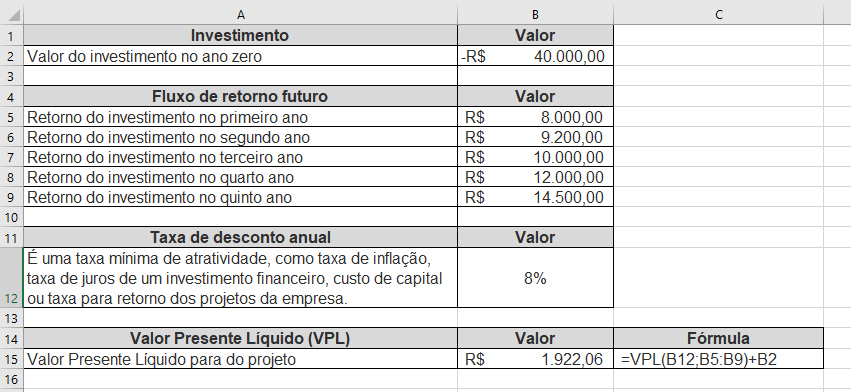 A B C
1 Investimento Valor
2 Valor do investimento no ano zero -R$ 40.000,00
3
4 Fluxo de retorno futuro Valor
5 Retorno do investimento no primeiro ano R$ 8.000,00
6 Retorno do investimento no segundo ano R$ 9.200,00
7 Retorno do investimento no terceiro ano R$ 10.000,00
8 Retorno do investimento no quarto ano R$ 12.000,00
9 Retorno do investimento no quinto ano R$ 14.500,00
10
11 Taxa de desconto anual Valor
É uma taxa mínima de atratividade, como taxa de inflação,
taxa de juros de um investimento financeiro, custo de capital 8%
12 ou taxa para retorno dos projetos da empresa.
13
14 Valor Presente Líquido (VPL) Valor Fórmula
15 Valor Presente Líquido para do projeto R$ 1.922,06 =VPL(B12;B5:B9)+B2
16